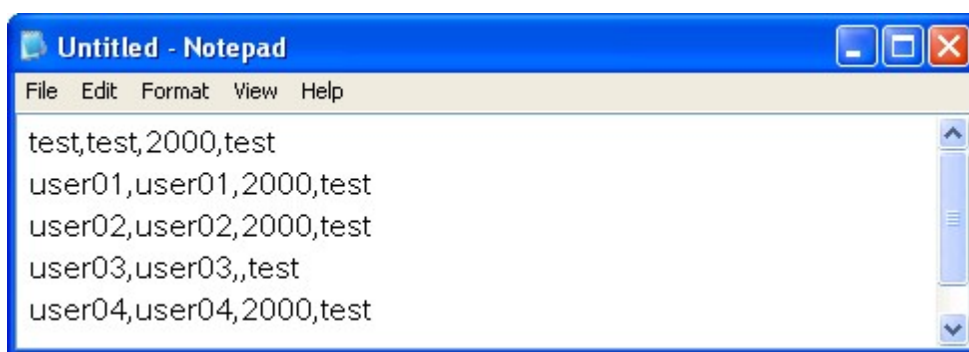 Untitled - Notepad
File Edit Format View Help
test,test,2000,test
user01,user01,2000,test
user02,user02,2000,test
user03,user03,,test
user04,user04,2000,test